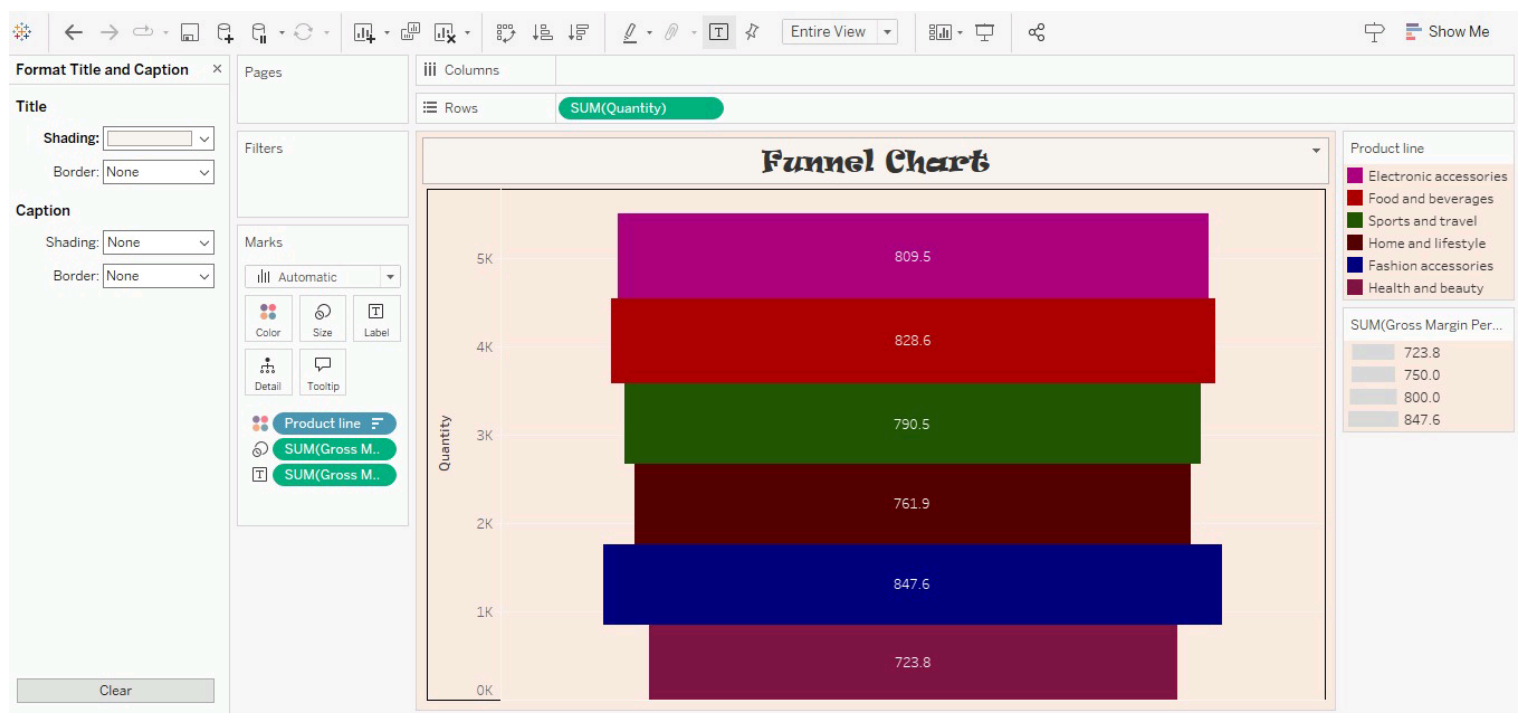 Entire View
Show Me
Format Title and Caption ×
Title
Shading:
Border: None
Caption
Shading: None
Border: None
Clear
Pages
Filters
Marks
Automatic
Color Size Label
Detail Tooltip
Product line
SUM(Gross M..
SUM(Gross M..
Columns
Rows SUM(Quantity)
Funnel Chart
Quantity
5K
4K
3K
2K
1K
0K
809.5
828.6
790.5
761.9
847.6
723.8
Product line
Electronic accessories
Food and beverages
Sports and travel
Home and lifestyle
Fashion accessories
Health and beauty
SUM(Gross Margin Per...
723.8
750.0
800.0
847.6